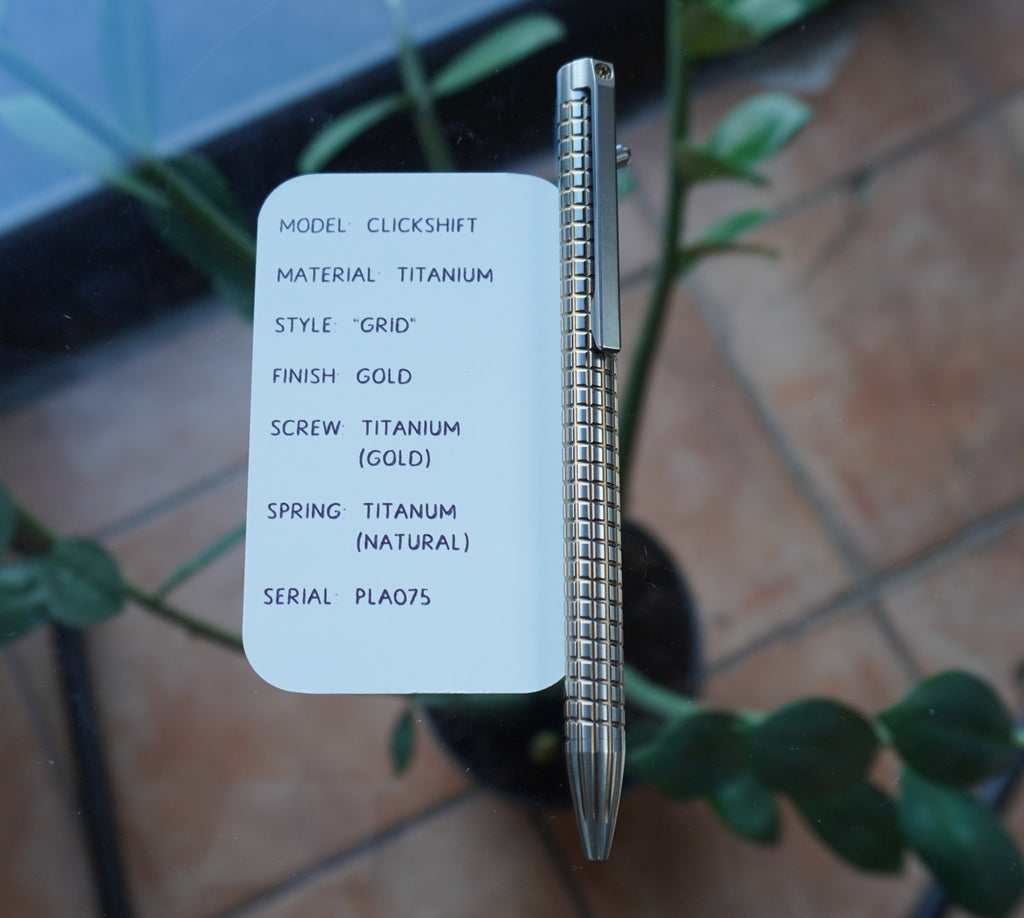 MODEL: CLICKSHIFT
MATERIAL: TITANIUM
STYLE: "GRID"
FINISH: GOLD
SCREW: TITANIUM
(GOLD)
SPRING: TITANUM
(NATURAL)
SERIAL: PLA075